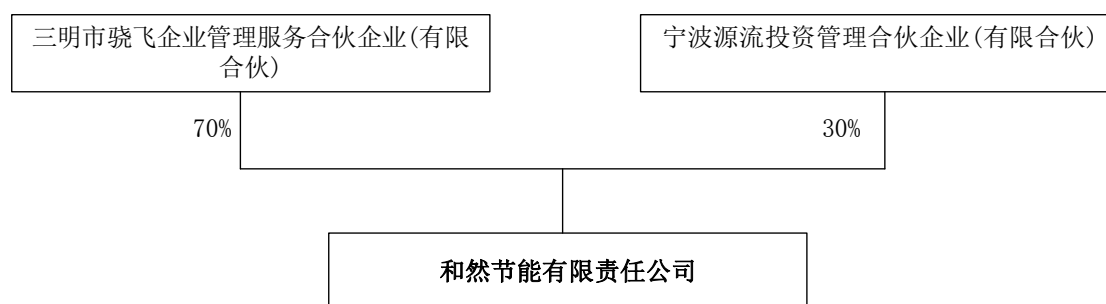 三明市骁飞企业管理服务合伙企业(有限
合伙)
宁波源流投资管理合伙企业(有限合伙)
70%
30%
和然节能有限责任公司